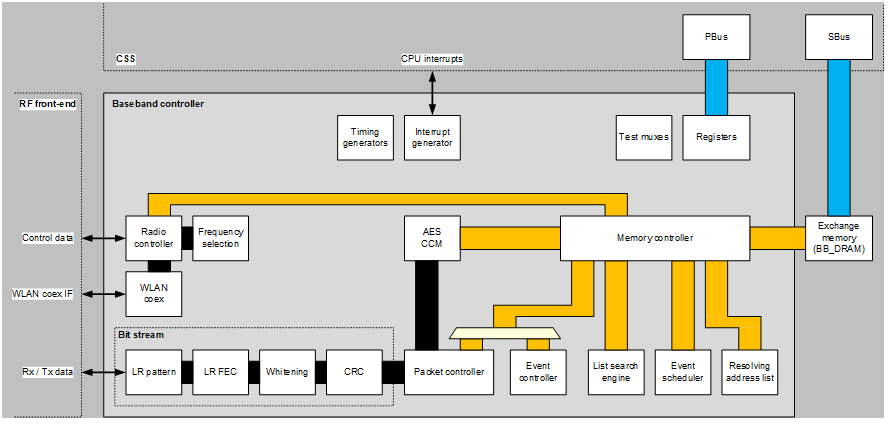 PBus
SBus
CSS
CPU interrupts
RF front-end
Baseband controller
Timing
generators
Interrupt
generator
Test muxes
Registers
Control data
Radio
controller
Frequency
selection
AES
CCM
Memory controller
Exchange
memory
(BB_DRAM)
WLAN coex IF
WLAN
coex
Bit stream
Rx / Tx data
LR pattern
LR FEC
Whitening
CRC
Packet controller
Event
controller
List search
engine
Event
scheduler
Resolving
address list